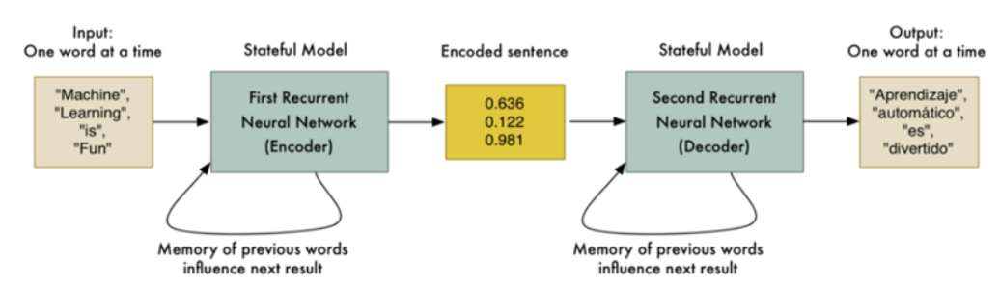 Input:
One word at a time
Stateful Model
Encoded sentence
Stateful Model
Output:
One word at a time
"Machine",
"Learning",
"is",
"Fun"
First Recurrent
Neural Network
(Encoder)
0.636
0.122
0.981
Second Recurrent
Neural Network
(Decoder)
"Aprendizaje",
"automático",
"es",
"divertido"
Memory of previous words
influence next result
Memory of previous words
influence next result